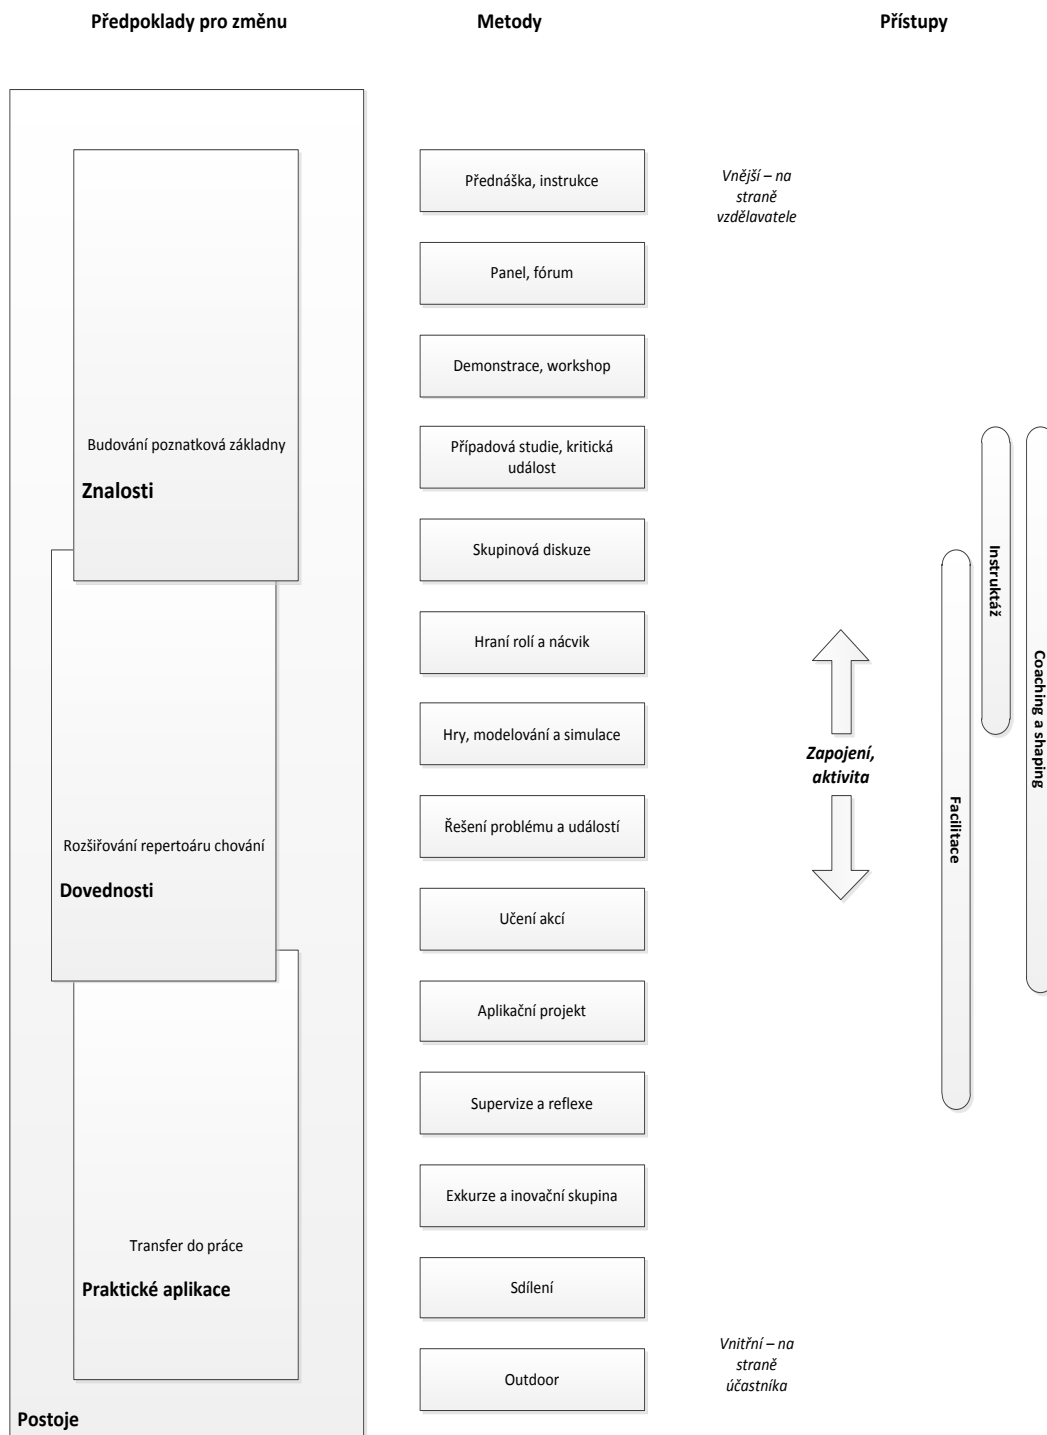 Předpoklady pro změnu
Metody
Přístupy
Budování poznatková základny
Znalosti
Rozšiřování repertoáru chování
Dovednosti
Transfer do práce
Praktické aplikace
Postoje
Přednáška, instrukce
Panel, fórum
Demonstrace, workshop
Případová studie, kritická
událost
Skupinová diskuze
Hraní rolí a nácvik
Hry, modelování a simulace
Řešení problému a událostí
Učení akcí
Aplikační projekt
Supervize a reflexe
Exkurze a inovační skupina
Sdílení
Outdoor
Vnější – na
straně
vzdělavatele
Zapojení,
aktivita
Vnitřní – na
straně
účastníka
Facilitace
Instruktáž
Coaching a shaping